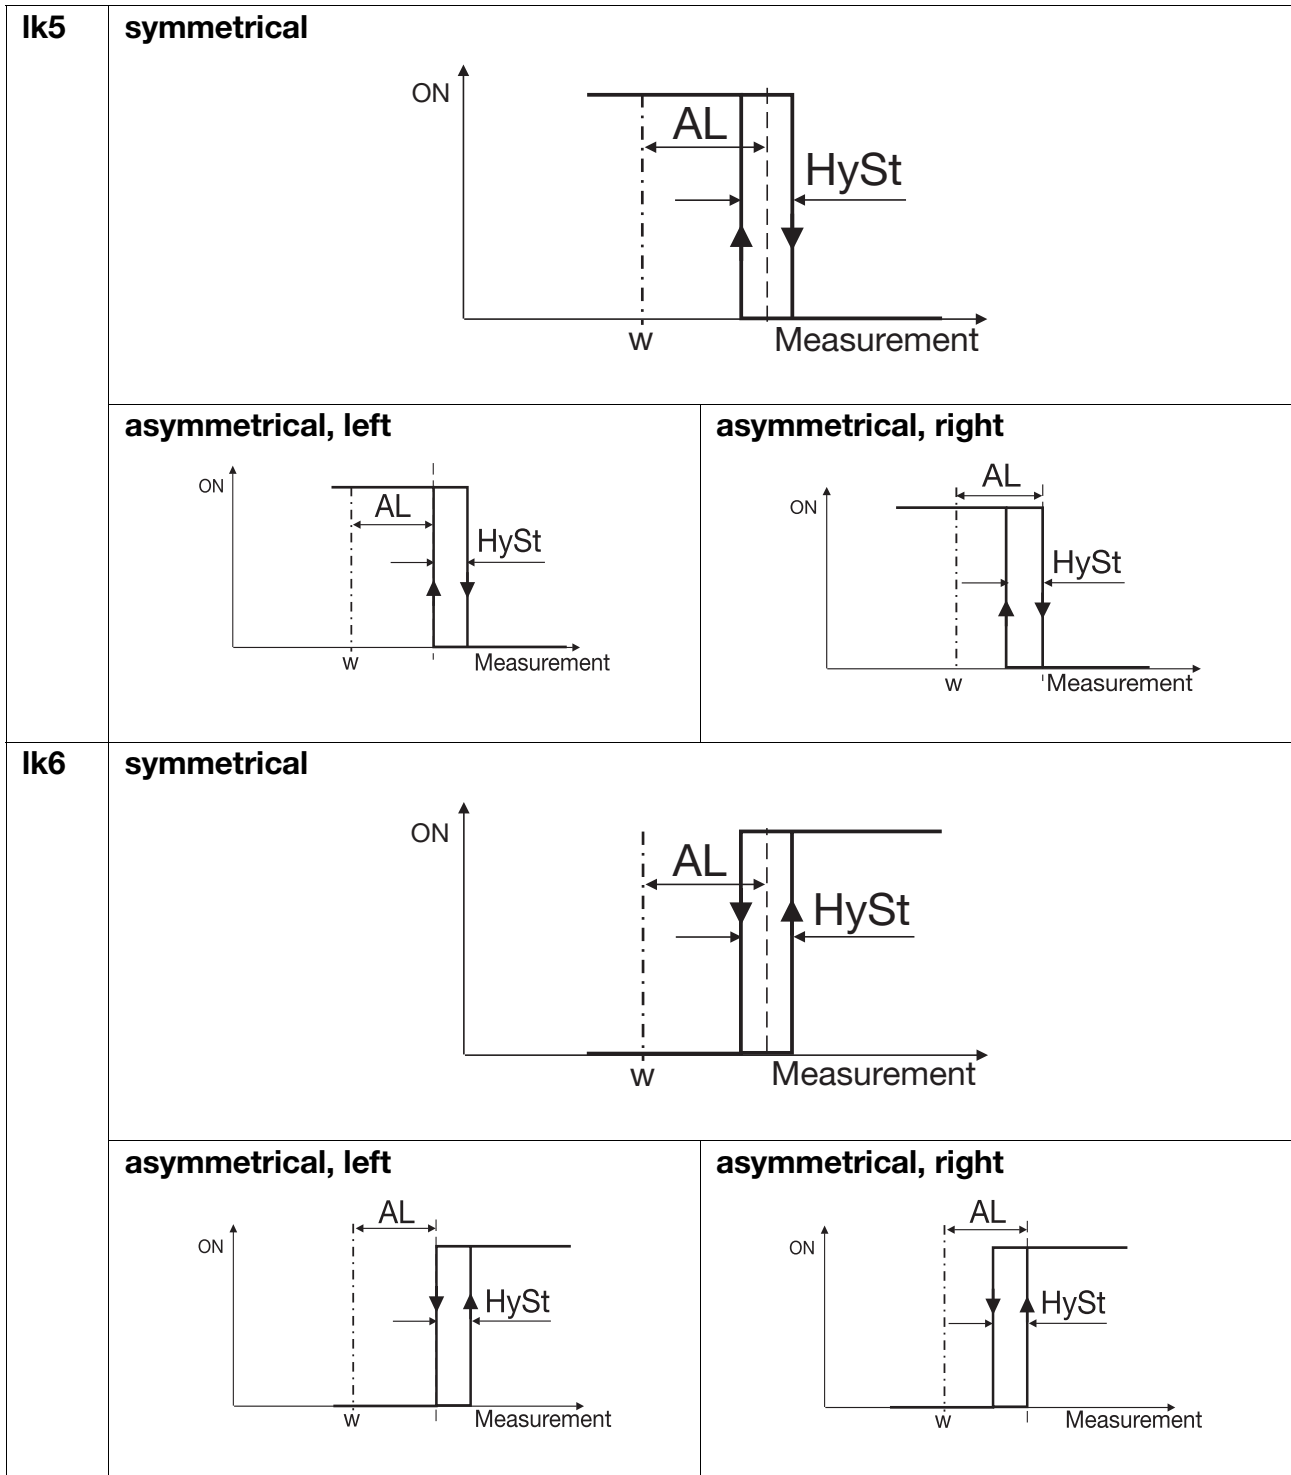 lk5
symmetrical
ON
AL
HySt
w
Measurement
asymmetrical, left
ON
AL
HySt
w
Measurement
asymmetrical, right
AL
ON
HySt
w
Measurement
lk6
symmetrical
ON
AL
HySt
w
Measurement
asymmetrical, left
AL
ON
HySt
w
Measurement
asymmetrical, right
AL
ON
HySt
w
Measurement